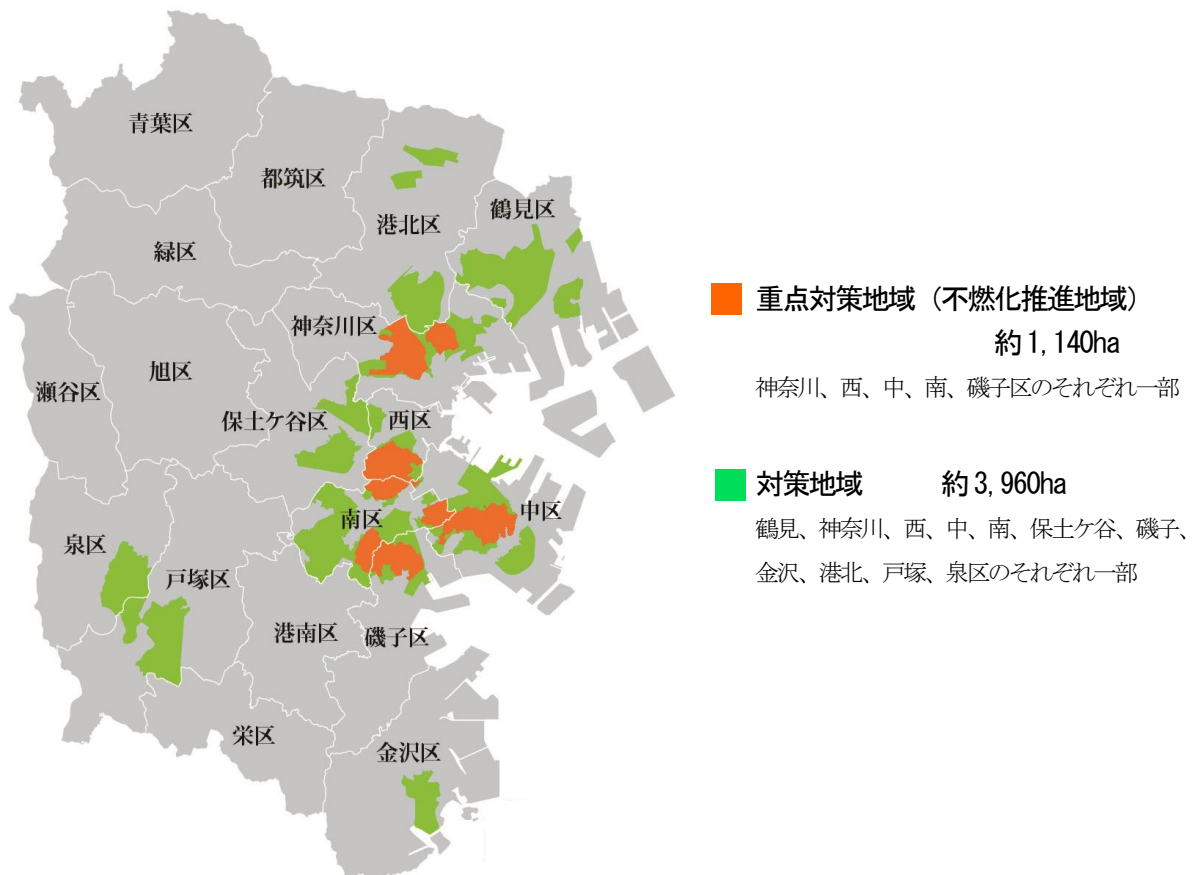 青葉区
都筑区
港北区
鶴見区
緑区
神奈川区
旭区
瀬谷区
保土ケ谷区
西区
中区
南区
泉区
戸塚区
港南区
磯子区
栄区
金沢区
重点対策地域（不燃化推進地域）
約1,140ha
神奈川、西、中、南、磯子区のそれぞれ一部
対策地域 約3,960ha
鶴見、神奈川、西、中、南、保土ケ谷、磯子、
金沢、港北、戸塚、泉区のそれぞれ一部